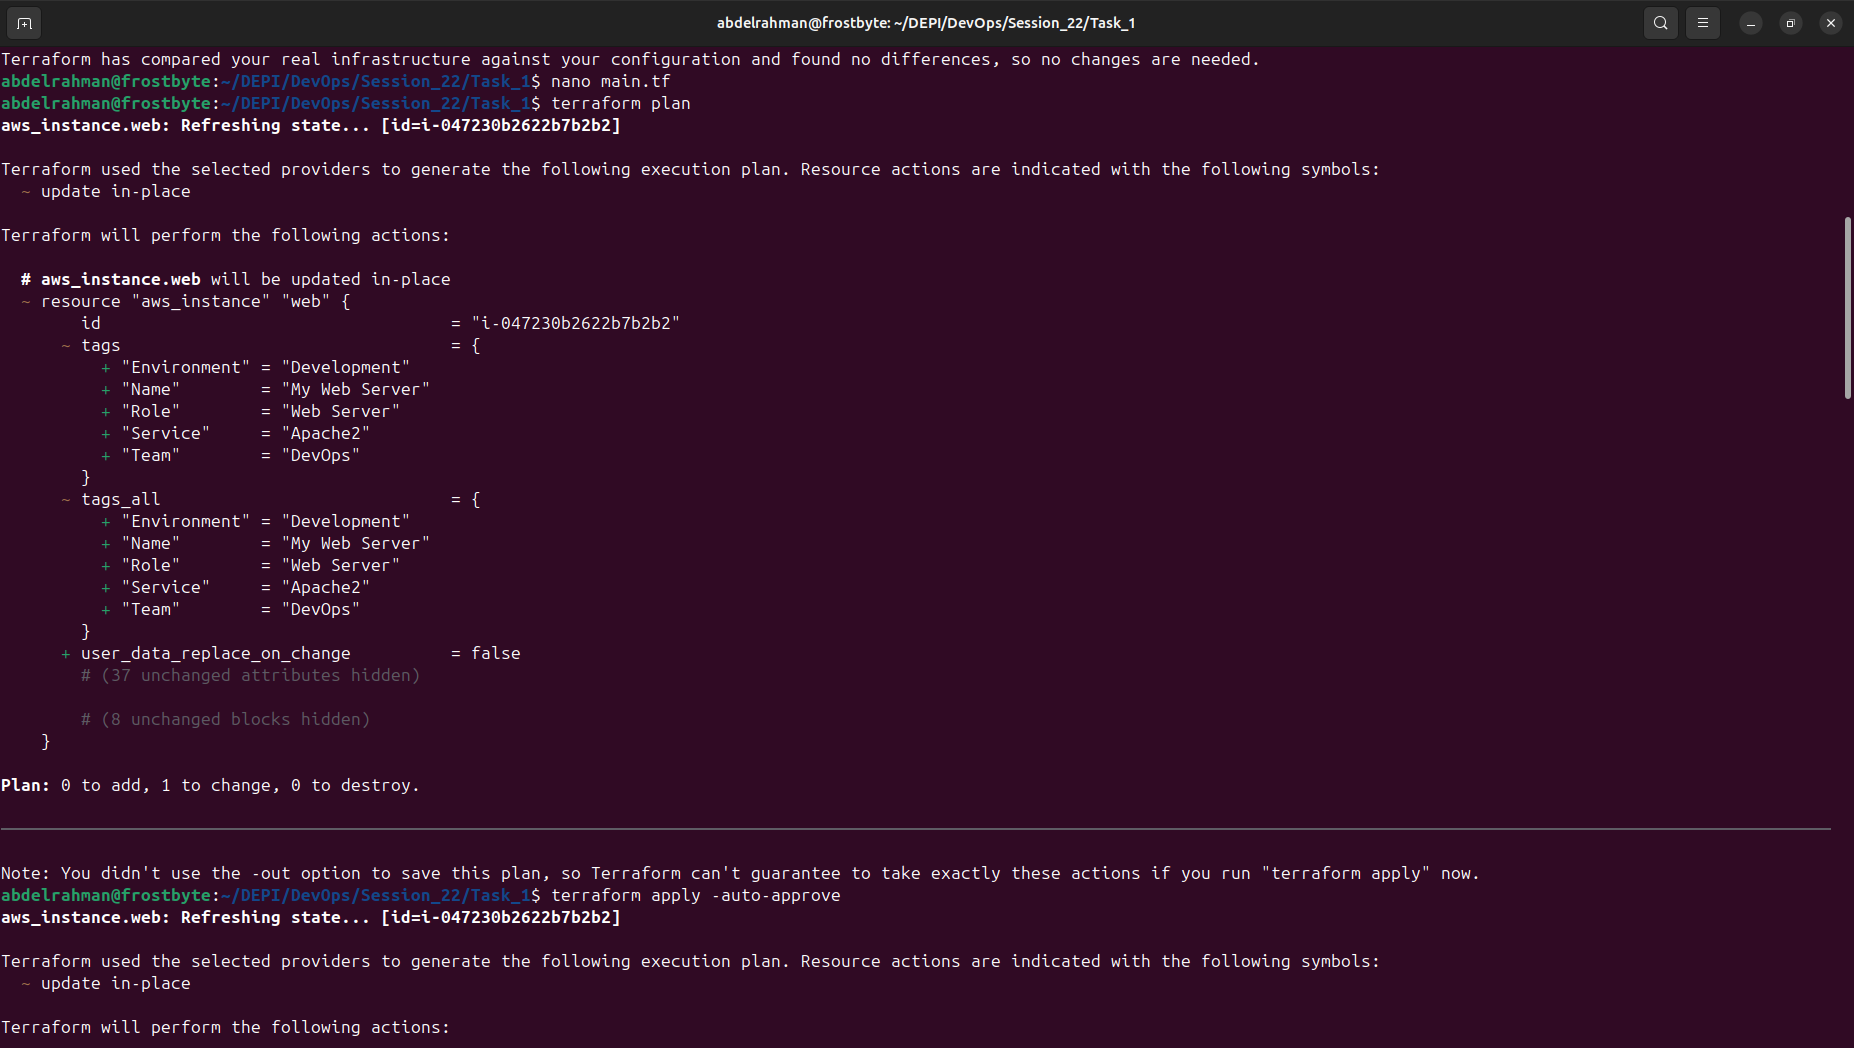 abdelrahman@frostbyte: ~/DEPI/DevOps/Session_22/Task_1
Terraform has compared your real infrastructure against your configuration and found no differences, so no changes are needed.
abdelrahman@frostbyte:~/DEPI/DevOps/Session_22/Task_1$ nano main.tf
abdelrahman@frostbyte:~/DEPI/DevOps/Session_22/Task_1$ terraform plan
aws_instance.web: Refreshing state... [id=i-047230b2622b7b2b2]
Terraform used the selected providers to generate the following execution plan. Resource actions are indicated with the following symbols:
  ~ update in-place
Terraform will perform the following actions:
  # aws_instance.web will be updated in-place
  ~ resource "aws_instance" "web" {
        id                                   = "i-047230b2622b7b2b2"
      ~ tags                                 = {
          + "Environment" = "Development"
          + "Name"        = "My Web Server"
          + "Role"        = "Web Server"
          + "Service"     = "Apache2"
          + "Team"        = "DevOps"
        }
      ~ tags_all                             = {
          + "Environment" = "Development"
          + "Name"        = "My Web Server"
          + "Role"        = "Web Server"
          + "Service"     = "Apache2"
          + "Team"        = "DevOps"
        }
      + user_data_replace_on_change          = false
        # (37 unchanged attributes hidden)
        # (8 unchanged blocks hidden)
    }
Plan: 0 to add, 1 to change, 0 to destroy.
Note: You didn't use the -out option to save this plan, so Terraform can't guarantee to take exactly these actions if you run "terraform apply" now.
abdelrahman@frostbyte:~/DEPI/DevOps/Session_22/Task_1$ terraform apply -auto-approve
aws_instance.web: Refreshing state... [id=i-047230b2622b7b2b2]
Terraform used the selected providers to generate the following execution plan. Resource actions are indicated with the following symbols:
  ~ update in-place
Terraform will perform the following actions: